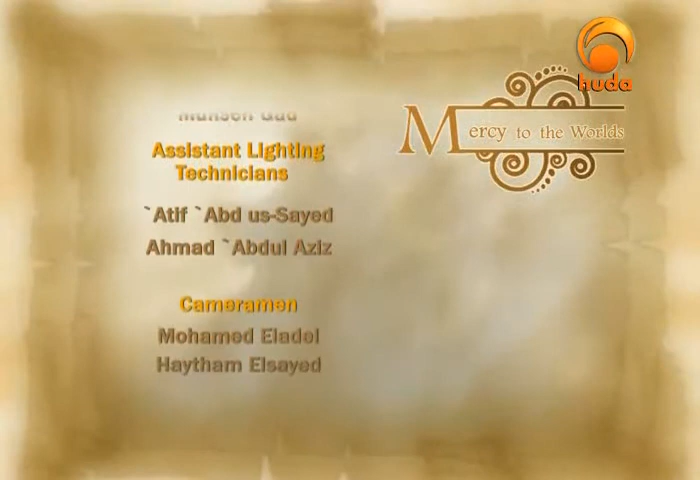 huda
Mercy to the Worlds
Assistant Lighting
Technicians
`Atif `Abd us-Sayed
Ahmad `Abdul Aziz
Cameramen
Mohamed Eladel
Haytham Elsayed